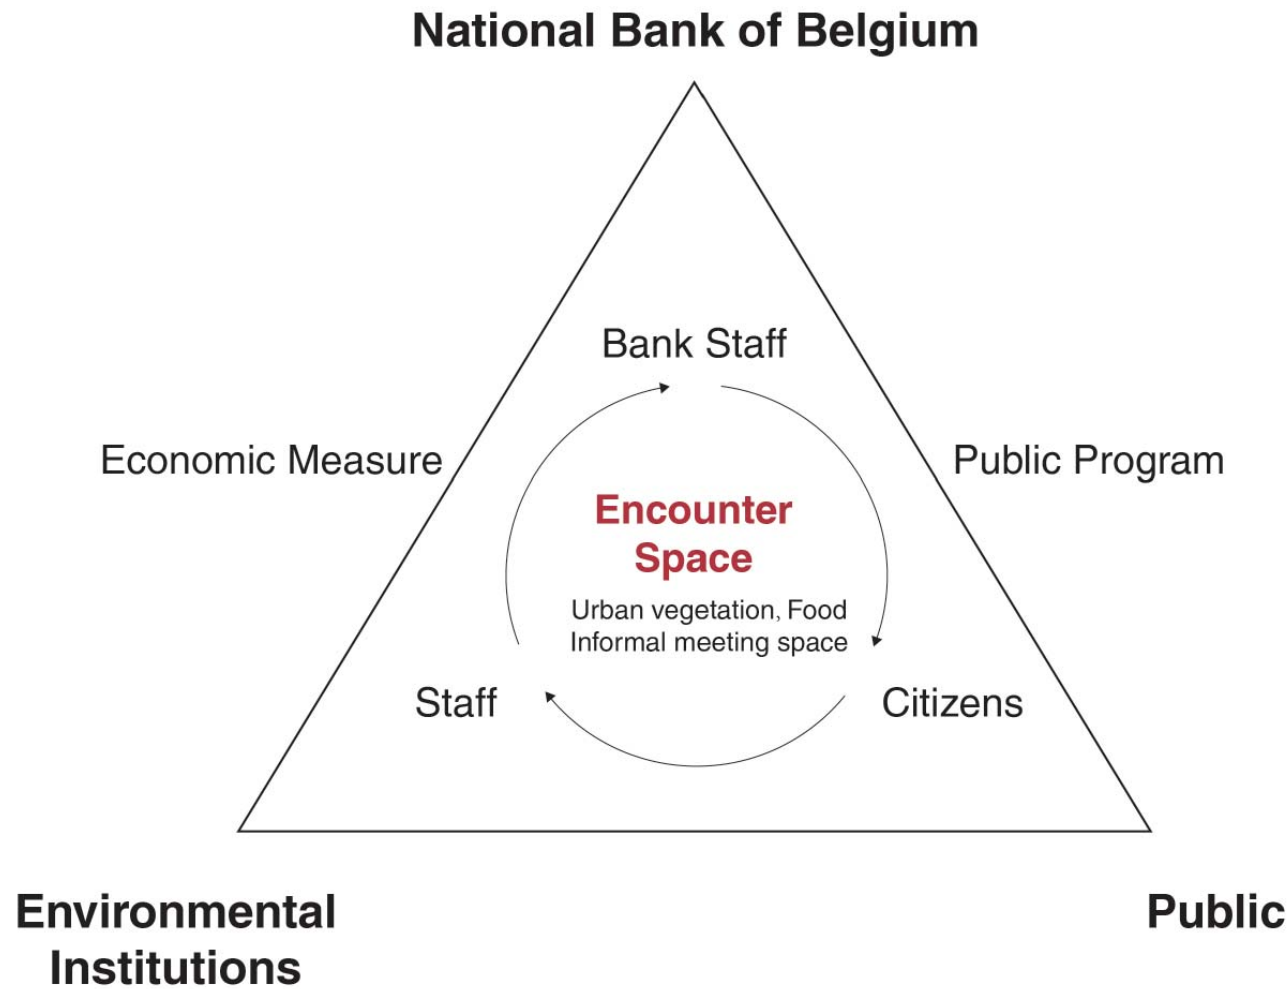 National Bank of Belgium
Bank Staff
Economic Measure
Public Program
Encounter
Space
Urban vegetation, Food
Informal meeting space
Staff
Citizens
Environmental
Institutions
Public